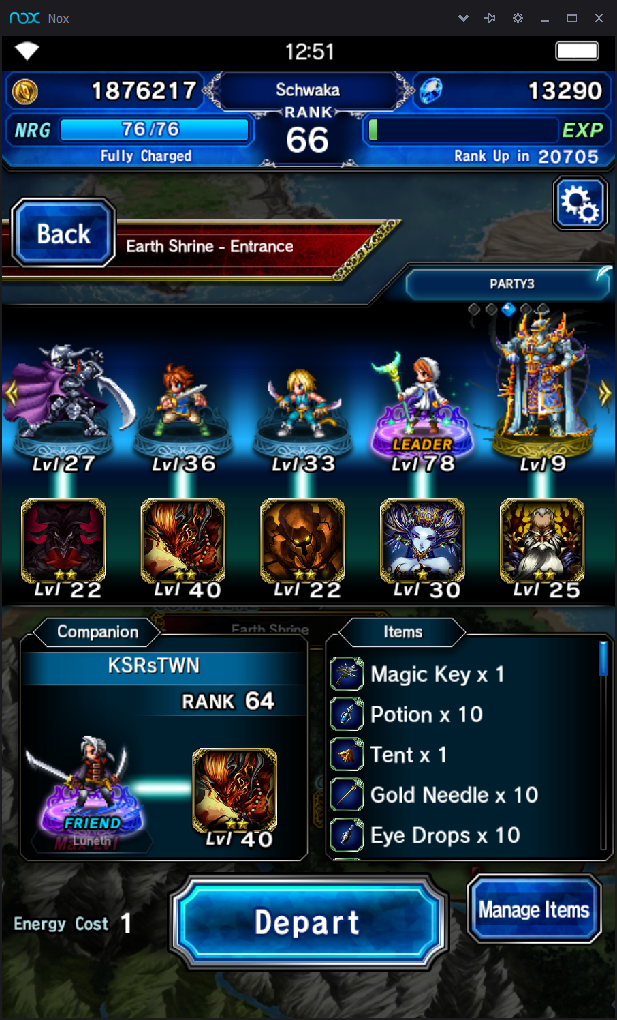 nox Nox
12:51
1876217
Schwaka
13290
RANK
66
NRG 76/76
EXP
Fully Charged
Rank Up in 20705
Back
Earth Shrine - Entrance
PARTY3
LEADER
Lvl 27
Lvl 36
Lvl 33
Lvl 78
Lvl 9
Lvl 22
Lvl 40
Lvl 22
Lvl 30
Lvl 25
Earth Shrine
Companion
Items
KSRsTWN
RANK 64
FRIEND
Max Lvl
Luneth
Lvl 40
Magic Key x 1
Potion x 10
Tent x 1
Gold Needle x 10
Eye Drops x 10
Energy Cost 1
Depart
Manage Items